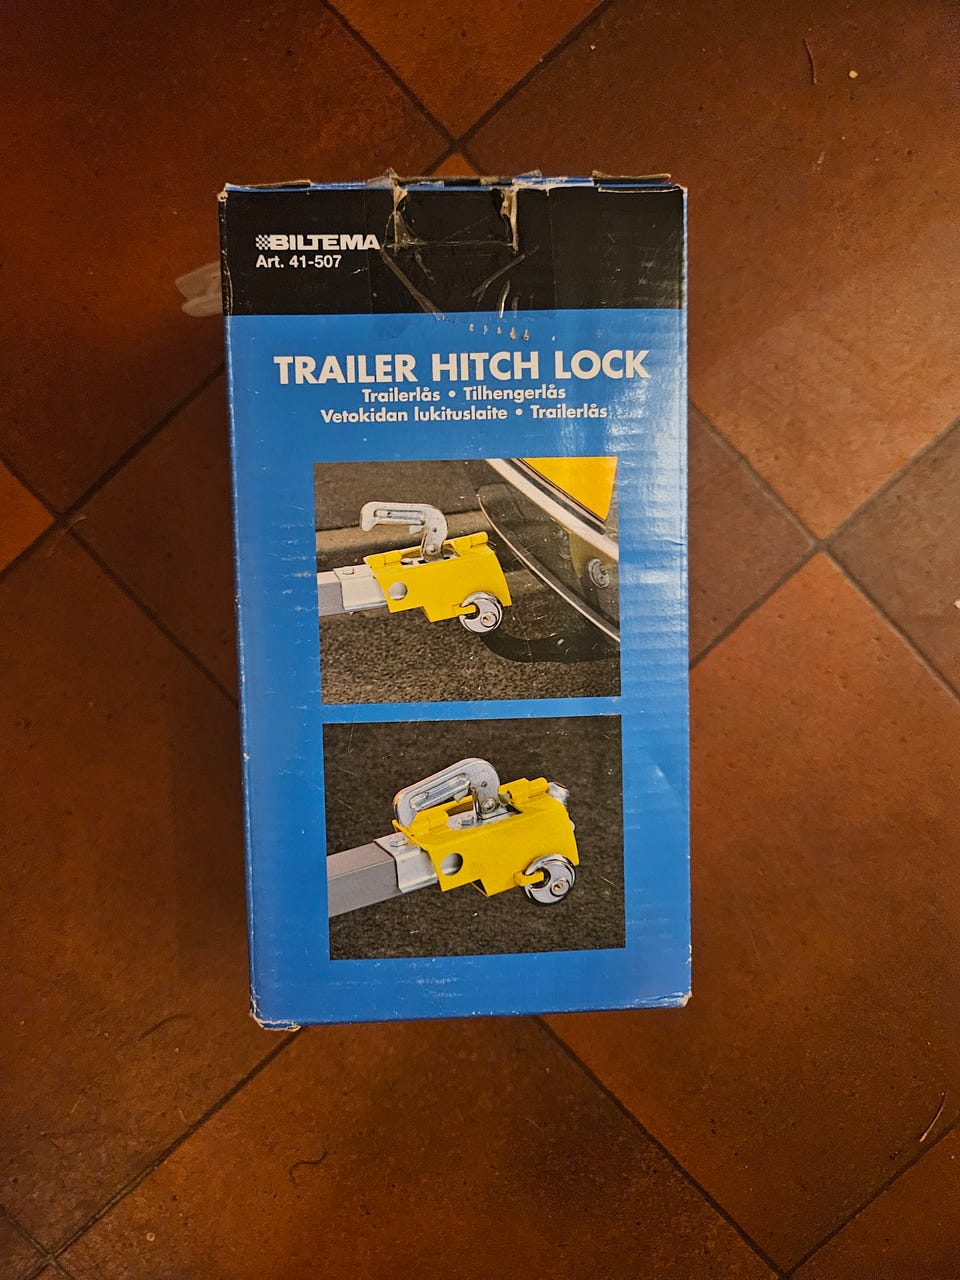 BILTEMA
Art. 41-507
TRAILER HITCH LOCK
Trailerlås • Tilhengerlås
Vetokidan lukituslaite • Trailerlås